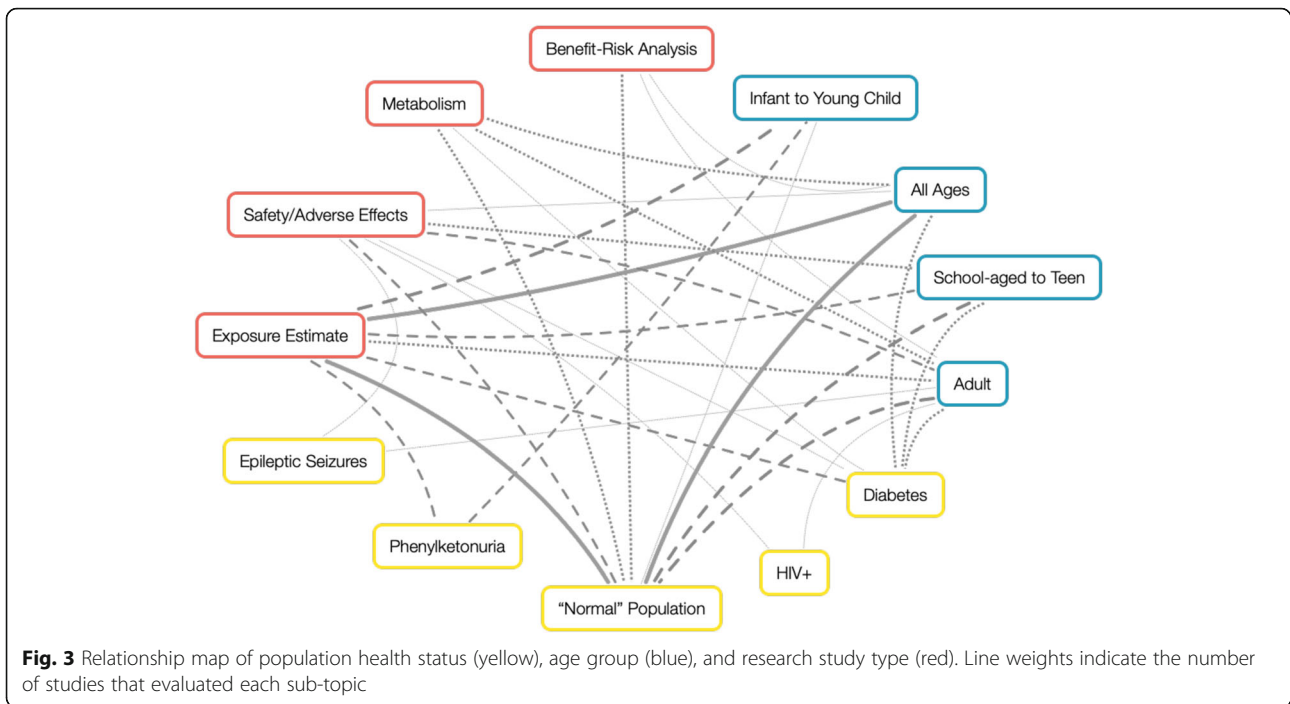 Benefit-Risk Analysis
Infant to Young Child
Metabolism
All Ages
Safety/Adverse Effects
School-aged to Teen
Exposure Estimate
Adult
Epileptic Seizures
Diabetes
Phenylketonuria
HIV+
“Normal” Population
Fig. 3 Relationship map of population health status (yellow), age group (blue), and research study type (red). Line weights indicate the number
of studies that evaluated each sub-topic